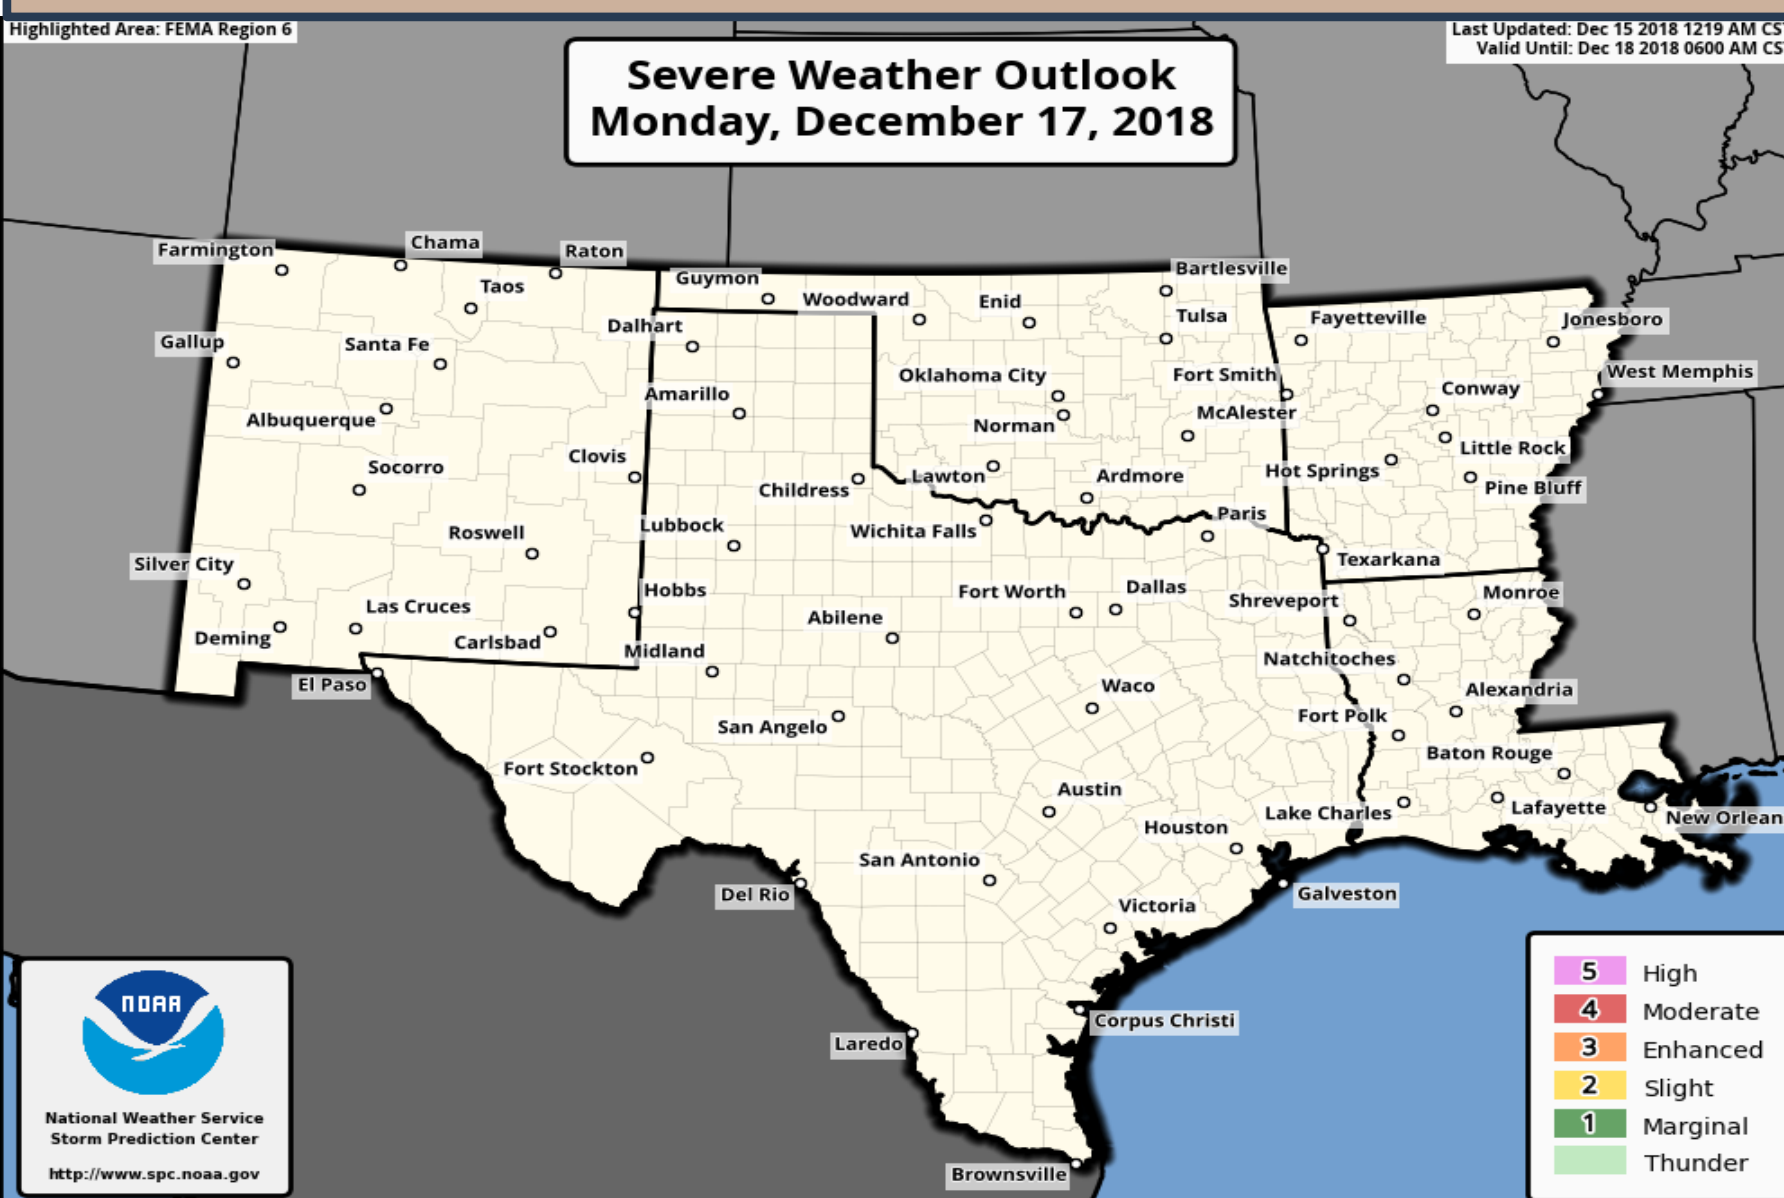 Highlighted Area: FEMA Region 6
Last Updated: Dec 15 2018 1219 AM CS
Valid Until: Dec 18 2018 0600 AM CS
Severe Weather Outlook
Monday, December 17, 2018
Farmington
Chama
Raton
Taos
Guymon
Woodward
Enid
Bartlesville
Tulsa
Fayetteville
Jonesboro
Gallup
Santa Fe
Dalhart
Oklahoma City
Fort Smith
West Memphis
Conway
Amarillo
Albuquerque
Norman
McAlester
Little Rock
Socorro
Clovis
Childress
Lawton
Ardmore
Hot Springs
Pine Bluff
Roswell
Lubbock
Wichita Falls
Paris
Texarkana
Silver City
Hobbs
Fort Worth
Dallas
Shreveport
Monroe
Las Cruces
Deming
Carlsbad
Abilene
Midland
Natchitoches
El Paso
Waco
Alexandria
San Angelo
Fort Polk
Fort Stockton
Baton Rouge
Austin
Lake Charles
Lafayette
New Orlean
Houston
San Antonio
Del Rio
Galveston
Victoria
Corpus Christi
Laredo
Brownsville
NOAA
National Weather Service
Storm Prediction Center
http://www.spc.noaa.gov
5 High
4 Moderate
3 Enhanced
2 Slight
1 Marginal
Thunder